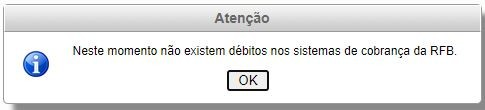 Atenção
Neste momento não existem débitos nos sistemas de cobrança da RFB.
OK